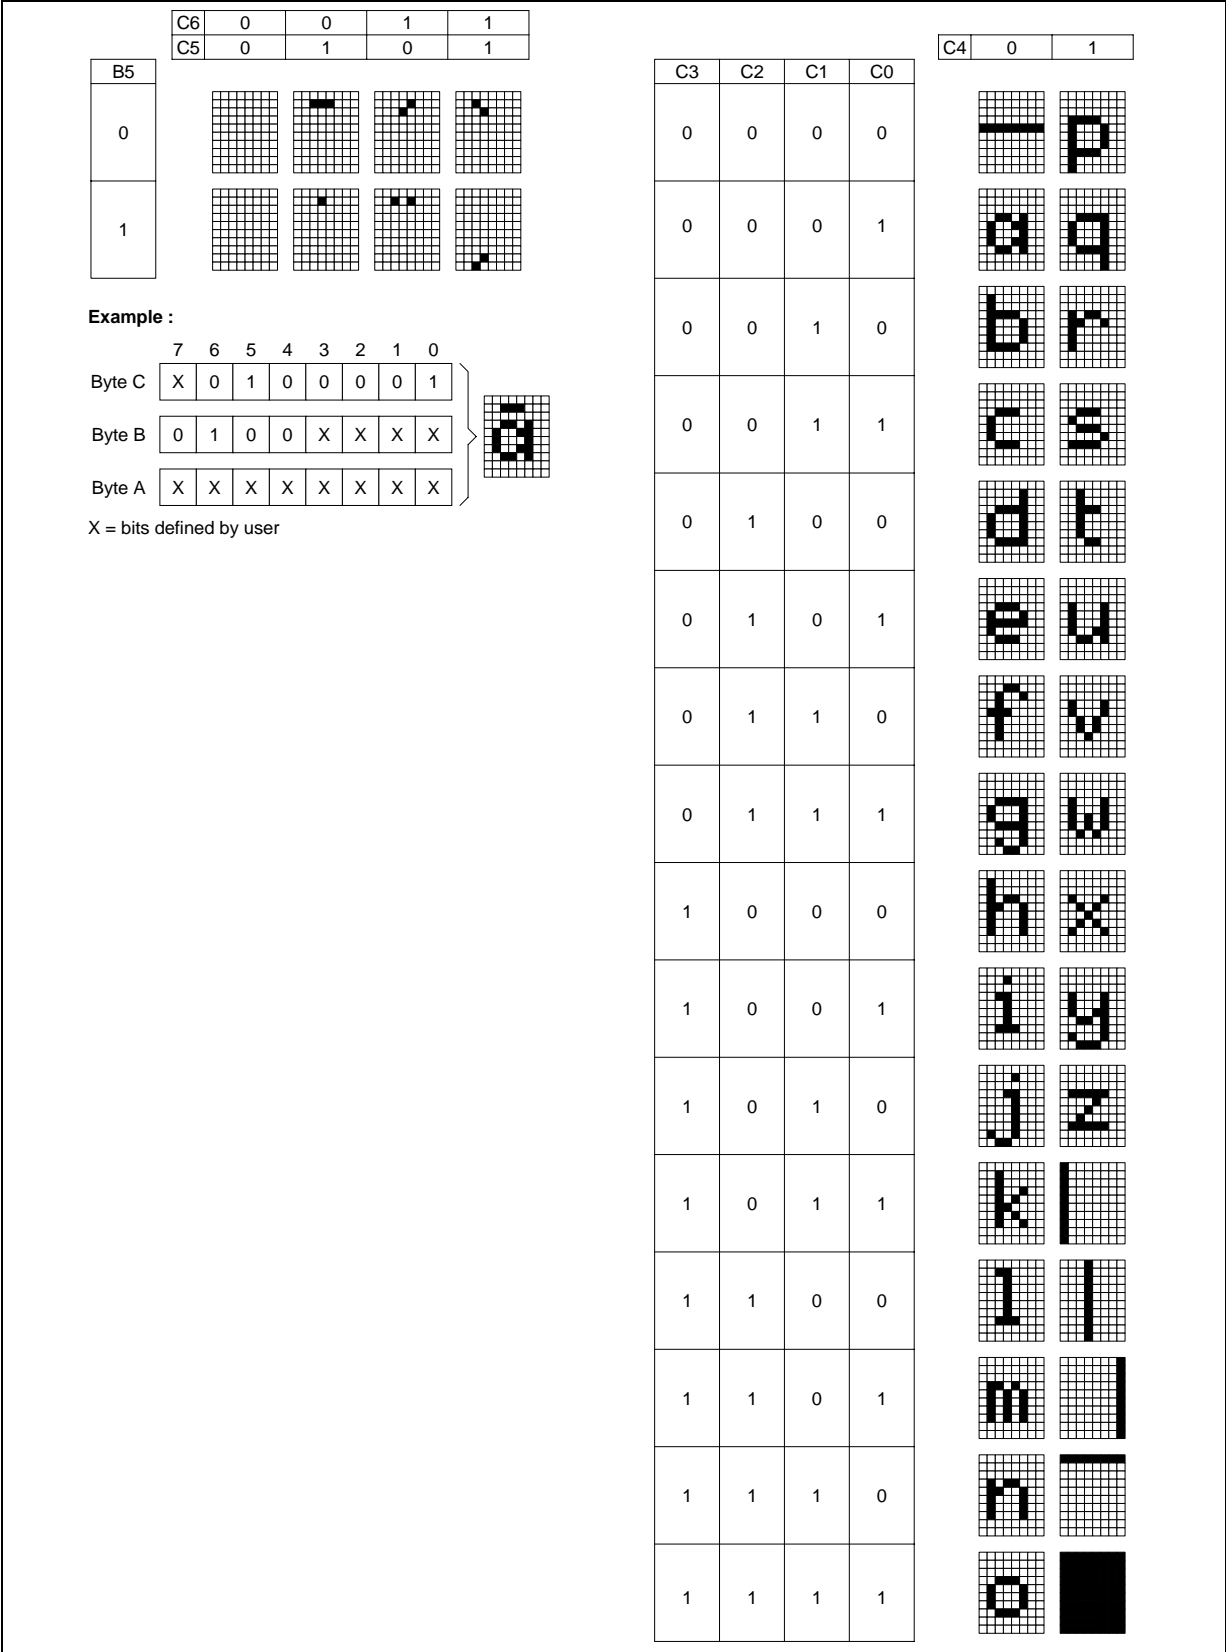 C6 0 0 1 1
C5 0 1 0 1
B5
0
1
Example :
7 6 5 4 3 2 1 0
Byte C X 0 1 0 0 0 0 1
Byte B 0 1 0 0 X X X X
Byte A X X X X X X X X
ā
X = bits defined by user
C4 0 1
C3 C2 C1 C0
0 0 0 0 — p
0 0 0 1 a q
0 0 1 0 b r
0 0 1 1 c s
0 1 0 0 d t
0 1 0 1 e u
0 1 1 0 f v
0 1 1 1 g w
1 0 0 0 h x
1 0 0 1 i y
1 0 1 0 j z
1 0 1 1 k
1 1 0 0 l
1 1 0 1 m
1 1 1 0 n
1 1 1 1 o